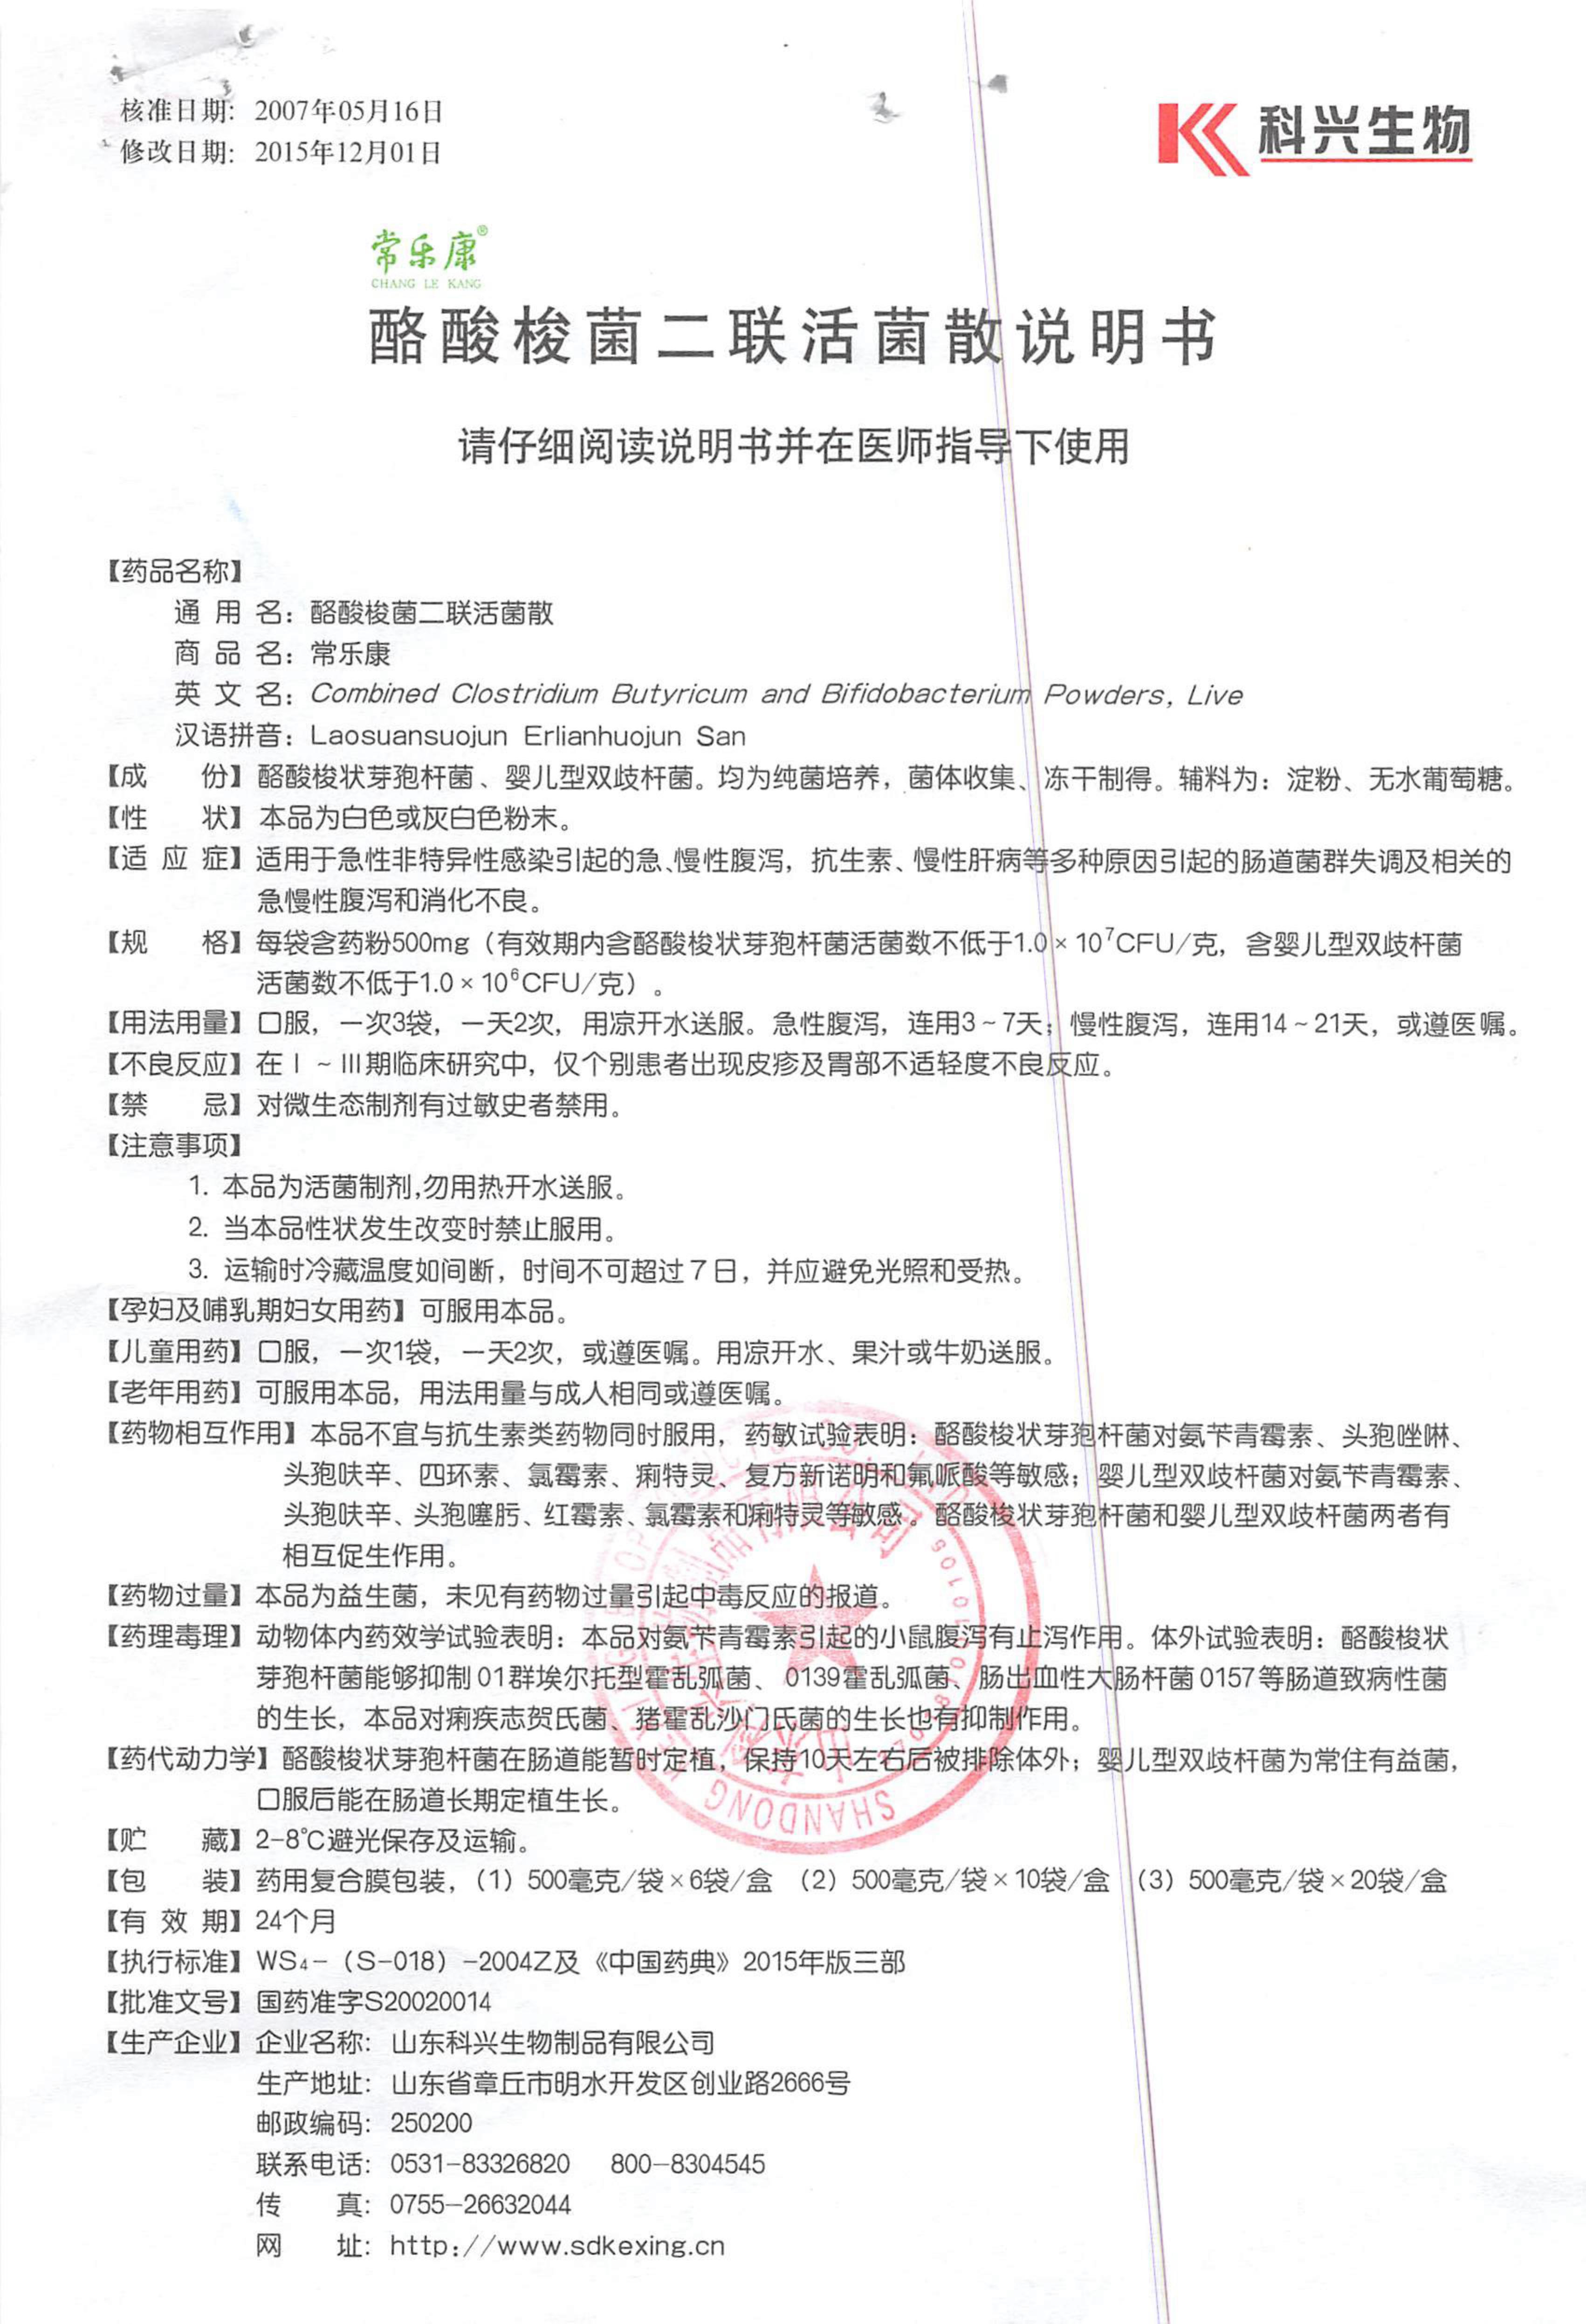 核准日期: 2007年05月16日
修改日期: 2015年12月01日
科兴生物
常乐康®
CHANG LE KANG
酪酸梭菌二联活菌散说明书
请仔细阅读说明书并在医师指导下使用
【药品名称】
通 用 名：酪酸梭菌二联活菌散
商 品 名：常乐康
英 文 名：Combined Clostridium Butyricum and Bifidobacterium Powders, Live
汉语拼音：Laosuansuojun Erlianhuojun San
【成 份】酪酸梭状芽孢杆菌、婴儿型双歧杆菌。均为纯菌培养，菌体收集、冻干制得。辅料为：淀粉、无水葡萄糖。
【性 状】本品为白色或灰白色粉末。
【适 应 症】适用于急性非特异性感染引起的急、慢性腹泻，抗生素、慢性肝病等多种原因引起的肠道菌群失调及相关的
急慢性腹泻和消化不良。
【规 格】每袋含药粉500mg（有效期内含酪酸梭状芽孢杆菌活菌数不低于1.0×10⁷CFU/克，含婴儿型双歧杆菌
活菌数不低于1.0×10⁶CFU/克）。
【用法用量】口服，一次3袋，一天2次，用凉开水送服。急性腹泻，连用3～7天；慢性腹泻，连用14～21天，或遵医嘱。
【不良反应】在Ⅰ～Ⅲ期临床研究中，仅个别患者出现皮疹及胃部不适轻度不良反应。
【禁 忌】对微生态制剂有过敏史者禁用。
【注意事项】
1. 本品为活菌制剂,勿用热开水送服。
2. 当本品性状发生改变时禁止服用。
3. 运输时冷藏温度如间断，时间不可超过7日，并应避免光照和受热。
【孕妇及哺乳期妇女用药】可服用本品。
【儿童用药】口服，一次1袋，一天2次，或遵医嘱。用凉开水、果汁或牛奶送服。
【老年用药】可服用本品，用法用量与成人相同或遵医嘱。
【药物相互作用】本品不宜与抗生素类药物同时服用，药敏试验表明：酪酸梭状芽孢杆菌对氨苄青霉素、头孢唑啉、
头孢呋辛、四环素、氯霉素、痢特灵、复方新诺明和氟哌酸等敏感；婴儿型双歧杆菌对氨苄青霉素、
头孢呋辛、头孢噻肟、红霉素、氯霉素和痢特灵等敏感。酪酸梭状芽孢杆菌和婴儿型双歧杆菌两者有
相互促生作用。
【药物过量】本品为益生菌，未见有药物过量引起中毒反应的报道。
【药理毒理】动物体内药效学试验表明：本品对氨苄青霉素引起的小鼠腹泻有止泻作用。体外试验表明：酪酸梭状
芽孢杆菌能够抑制01群埃尔托型霍乱弧菌、0139霍乱弧菌、肠出血性大肠杆菌0157等肠道致病性菌
的生长，本品对痢疾志贺氏菌、猪霍乱沙门氏菌的生长也有抑制作用。
【药代动力学】酪酸梭状芽孢杆菌在肠道能暂时定植，保持10天左右后被排除体外；婴儿型双歧杆菌为常住有益菌，
口服后能在肠道长期定植生长。
【贮 藏】2-8℃避光保存及运输。
【包 装】药用复合膜包装，（1）500毫克/袋×6袋/盒 （2）500毫克/袋×10袋/盒 （3）500毫克/袋×20袋/盒
【有 效 期】24个月
【执行标准】WS₄-（S-018）-2004Z及《中国药典》2015年版三部
【批准文号】国药准字S20020014
【生产企业】企业名称: 山东科兴生物制品有限公司
生产地址: 山东省章丘市明水开发区创业路2666号
邮政编码: 250200
联系电话: 0531-83326820 800-8304545
传 真: 0755-26632044
网 址: http://www.sdkexing.cn
山东科兴生物制品有限公司